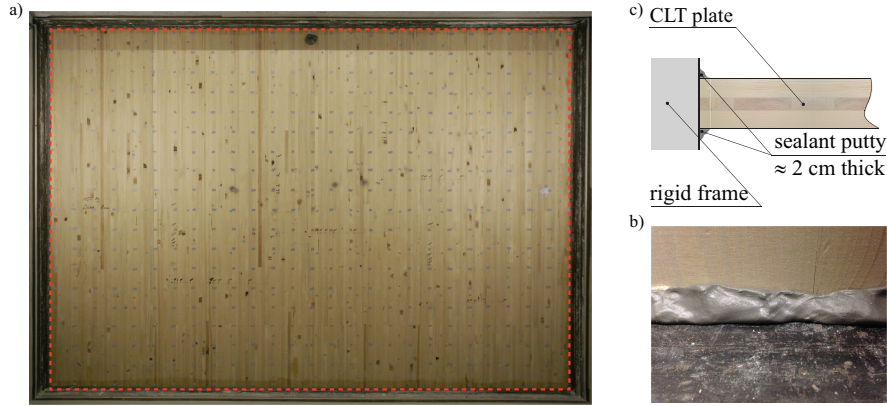 a)
c)
CLT plate
sealant putty
≈ 2 cm thick
rigid frame
b)